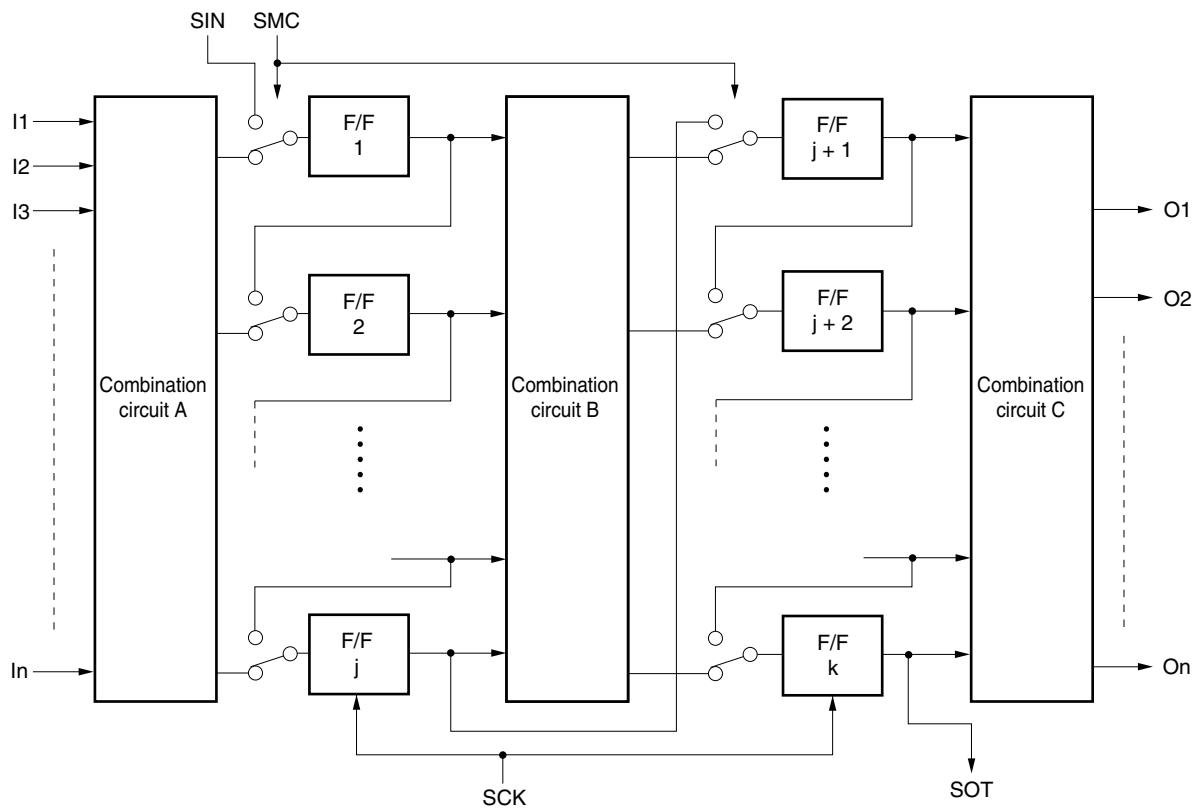 SIN
SMC
I1
I2
I3
In
Combination
circuit A
F/F
1
F/F
2
F/F
j
Combination
circuit B
F/F
j + 1
F/F
j + 2
F/F
k
Combination
circuit C
O1
O2
On
SCK
SOT